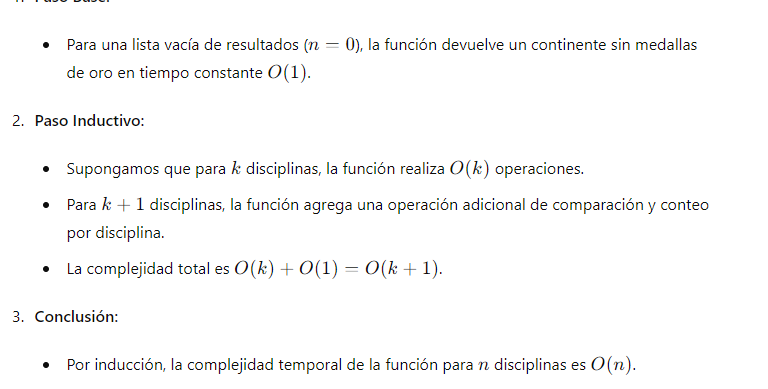 • Para una lista vacía de resultados (n = 0), la función devuelve un continente sin medallas
de oro en tiempo constante O(1).
2. Paso Inductivo:
• Supongamos que para k disciplinas, la función realiza O(k) operaciones.
• Para k + 1 disciplinas, la función agrega una operación adicional de comparación y conteo
por disciplina.
• La complejidad total es O(k) + O(1) = O(k + 1).
3. Conclusión:
• Por inducción, la complejidad temporal de la función para n disciplinas es O(n).